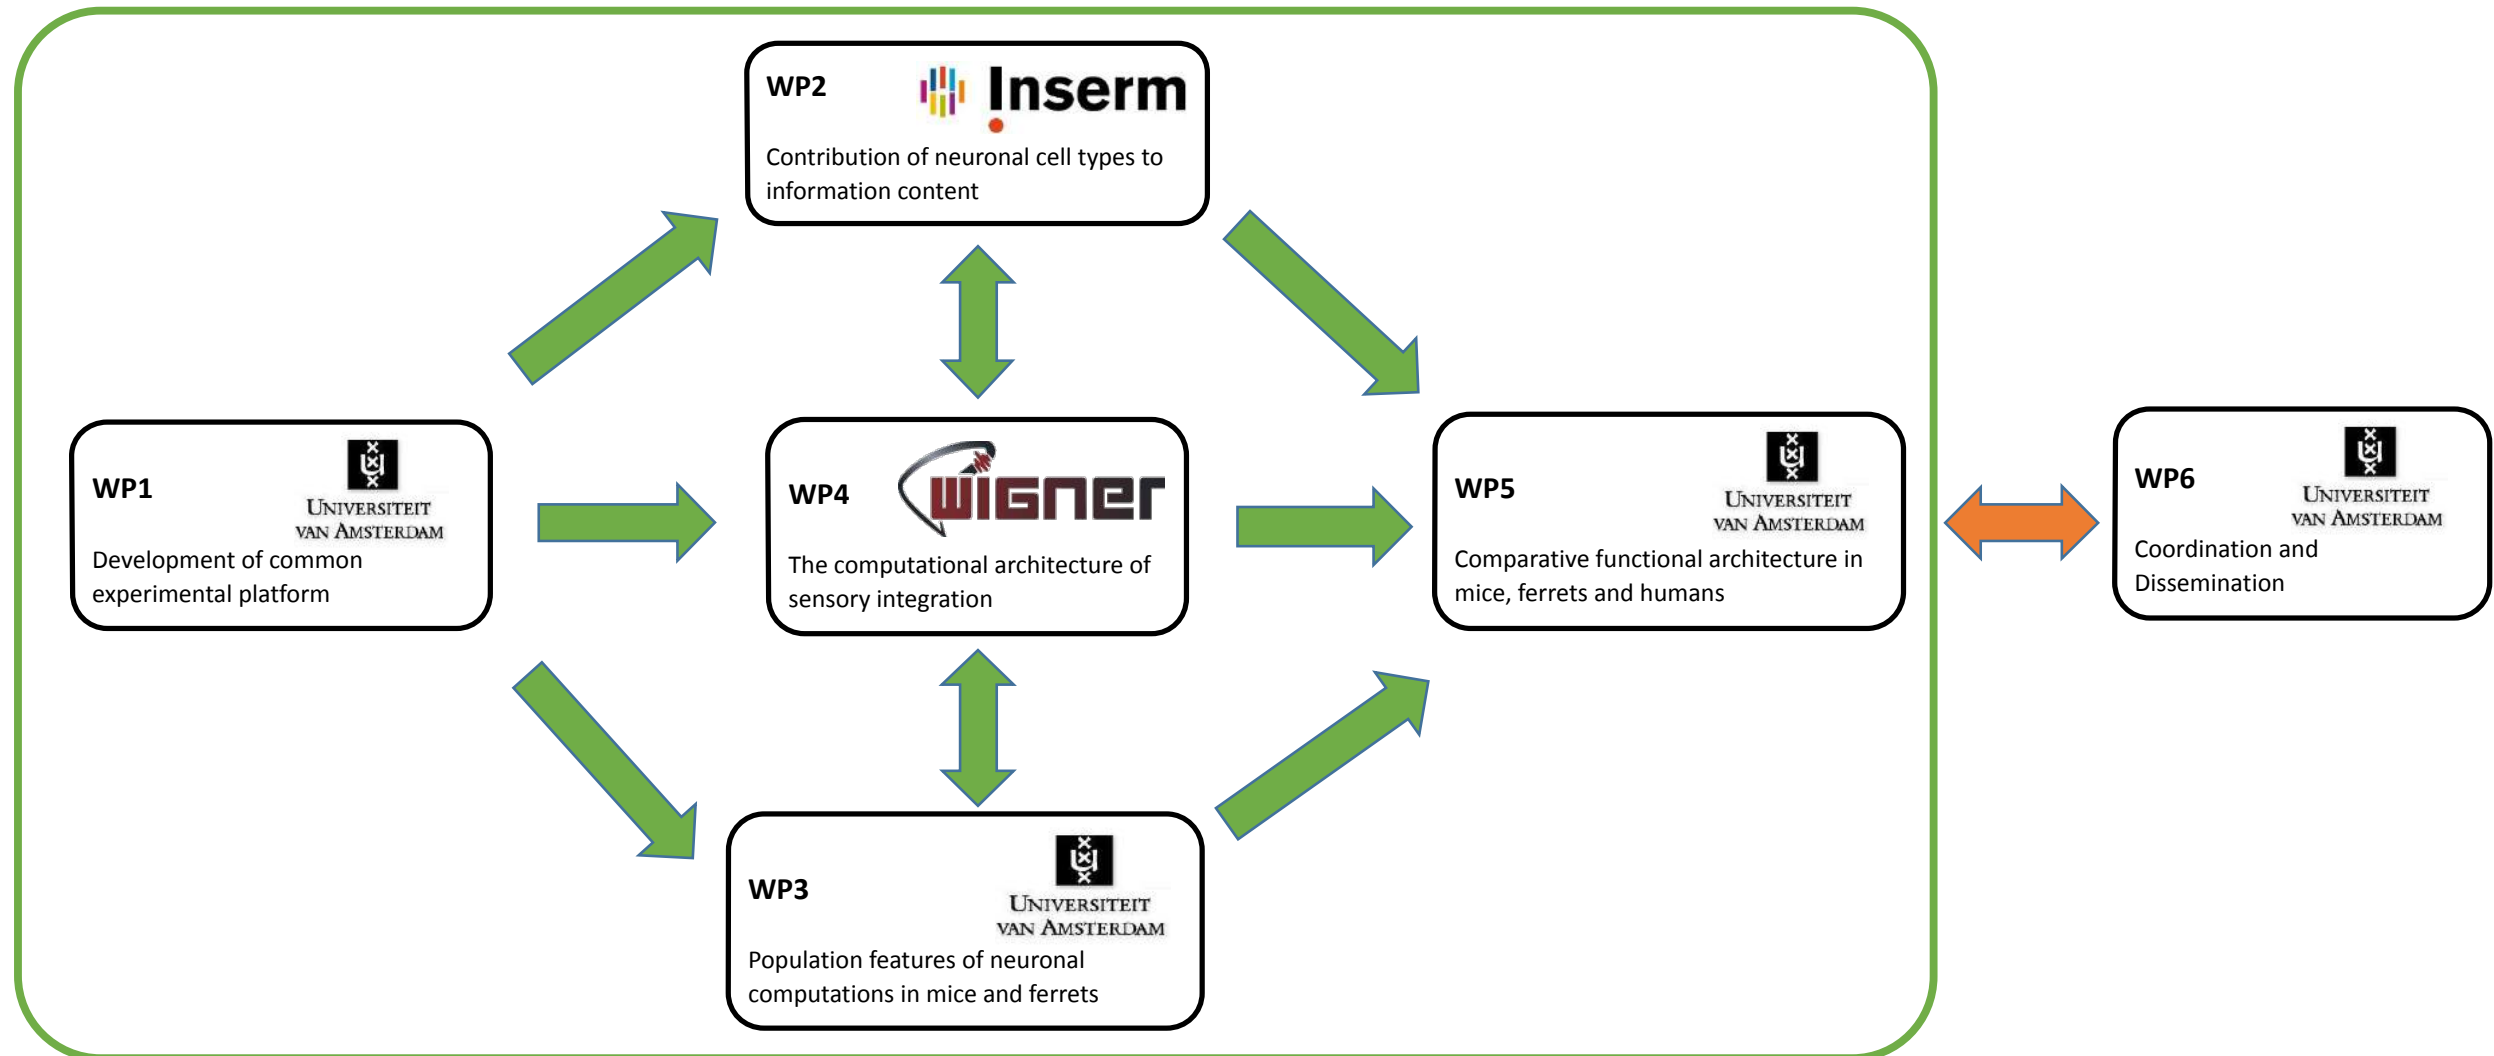 WP2
Inserm
Contribution of neuronal cell types to
information content
WP1
UNIVERSITEIT
VAN AMSTERDAM
Development of common
experimental platform
WP4
wigner
The computational architecture of
sensory integration
WP5
UNIVERSITEIT
VAN AMSTERDAM
Comparative functional architecture in
mice, ferrets and humans
WP6
UNIVERSITEIT
VAN AMSTERDAM
Coordination and
Dissemination
WP3
UNIVERSITEIT
VAN AMSTERDAM
Population features of neuronal
computations in mice and ferrets